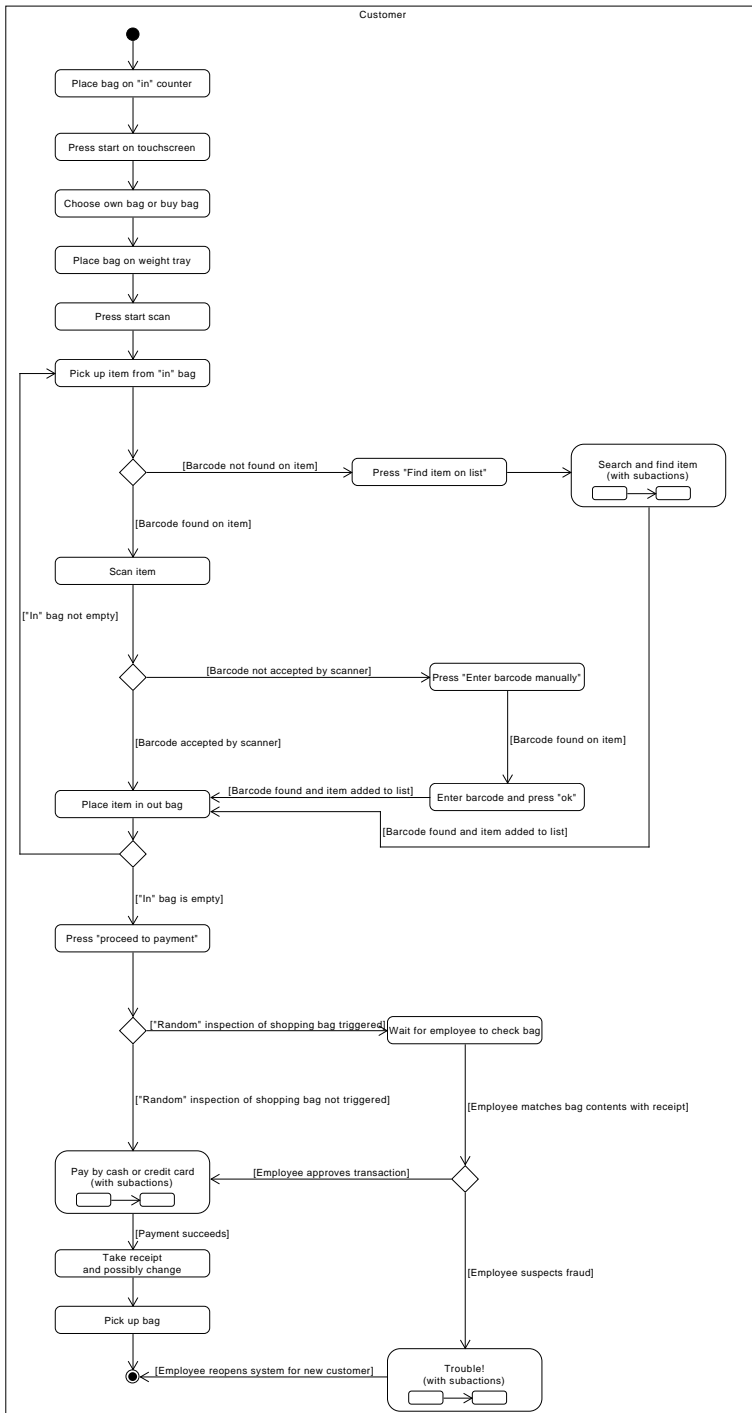 Customer
Place bag on "in" counter
Press start on touchscreen
Choose own bag or buy bag
Place bag on weight tray
Press start scan
Pick up item from "in" bag
[Barcode not found on item]
Press "Find item on list"
Search and find item
(with subactions)
[Barcode found on item]
Scan item
["In" bag not empty]
[Barcode not accepted by scanner]
Press "Enter barcode manually"
[Barcode found on item]
[Barcode accepted by scanner]
[Barcode found and item added to list]
Enter barcode and press "ok"
Place item in out bag
[Barcode found and item added to list]
["In" bag is empty]
Press "proceed to payment"
["Random" inspection of shopping bag triggered]
Wait for employee to check bag
["Random" inspection of shopping bag not triggered]
[Employee matches bag contents with receipt]
Pay by cash or credit card
(with subactions)
[Employee approves transaction]
[Payment succeeds]
Take receipt
and possibly change
[Employee suspects fraud]
Pick up bag
[Employee reopens system for new customer]
Trouble!
(with subactions)